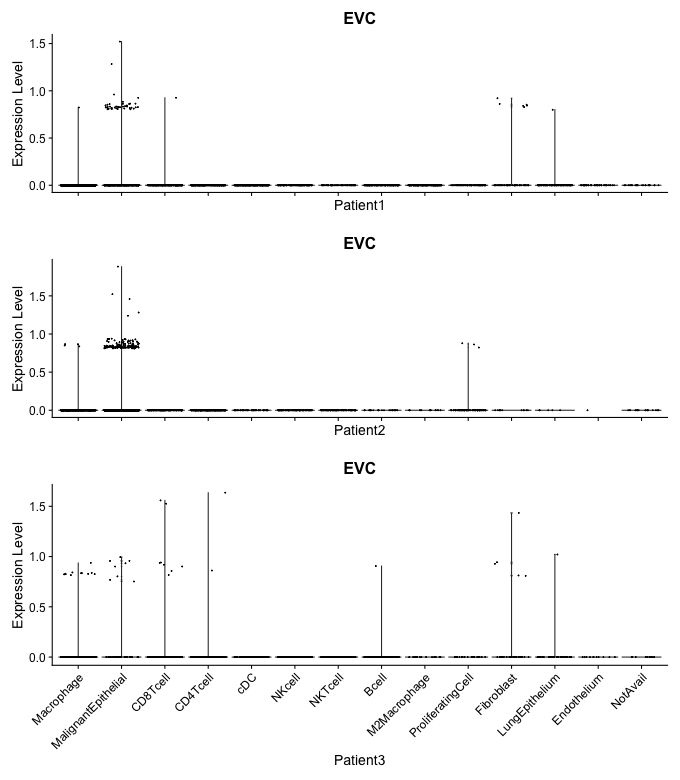 EVC
Expression Level
1.5
1.0
0.5
0.0
Patient1
EVC
Expression Level
1.5
1.0
0.5
0.0
Patient2
EVC
Expression Level
1.5
1.0
0.5
0.0
Macrophage
MalignantEpithelial
CD8Tcell
CD4Tcell
cDC
NKcell
NKTcell
Bcell
M2Macrophage
ProliferatingCell
Fibroblast
LungEpithelium
Endothelium
NotAvail
Patient3